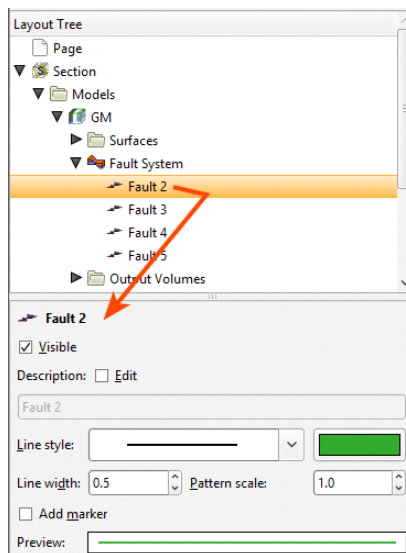 Layout Tree
Page
Section
Models
GM
Surfaces
Fault System
Fault 2
Fault 3
Fault 4
Fault 5
Output Volumes
Fault 2
Visible
Description: Edit
Fault 2
Line style:
Line width: 0.5 Pattern scale: 1.0
Add marker
Preview: